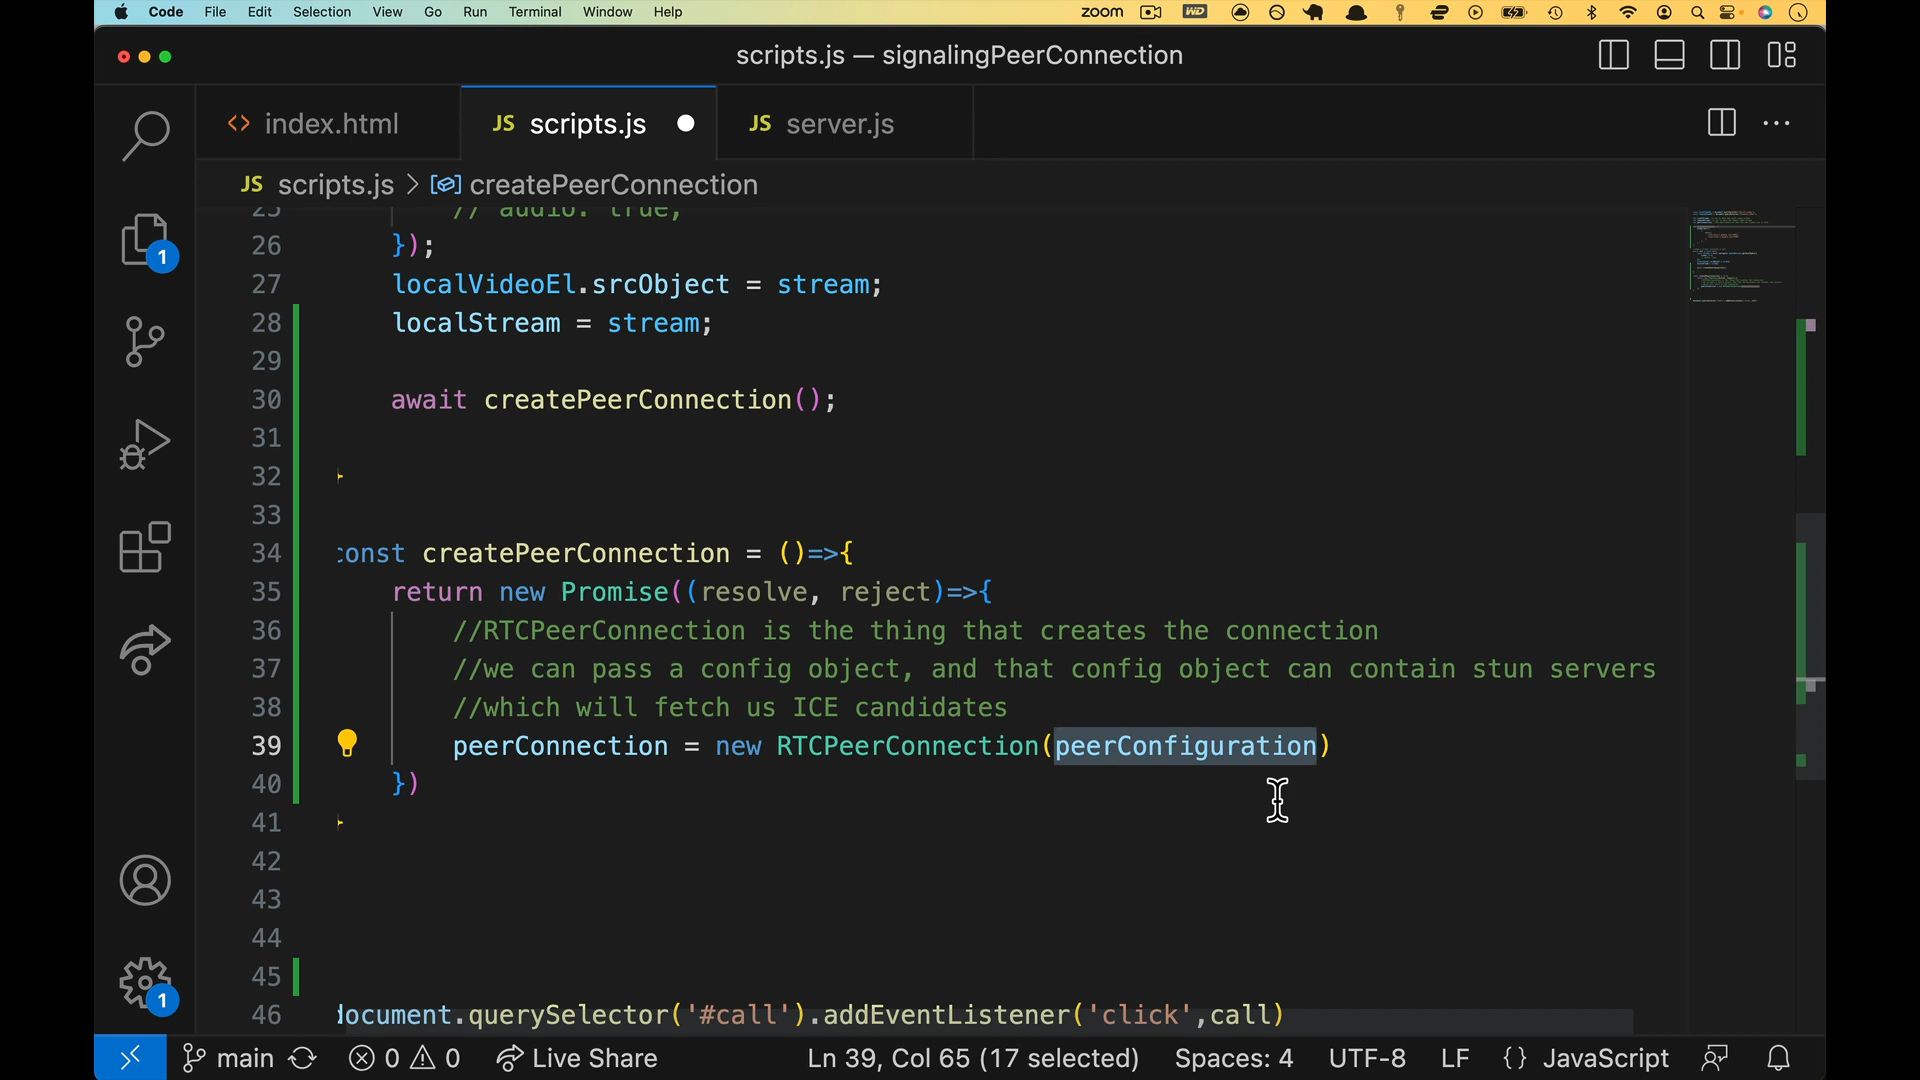 Code File Edit Selection View Go Run Terminal Window Help zoom WD
scripts.js — signalingPeerConnection
<> index.html JS scripts.js JS server.js
JS scripts.js > createPeerConnection
25 // audio: true,
26 });
27 localVideoEl.srcObject = stream;
28 localStream = stream;
29
30 await createPeerConnection();
31
32 }
33
34 const createPeerConnection = ()=>{
35 return new Promise((resolve, reject)=>{
36 //RTCPeerConnection is the thing that creates the connection
37 //we can pass a config object, and that config object can contain stun servers
38 //which will fetch us ICE candidates
39 peerConnection = new RTCPeerConnection(peerConfiguration)
40 })
41 }
42
43
44
45
46 document.querySelector('#call').addEventListener('click',call)
1
1
main 0 0 Live Share Ln 39, Col 65 (17 selected) Spaces: 4 UTF-8 LF {} JavaScript